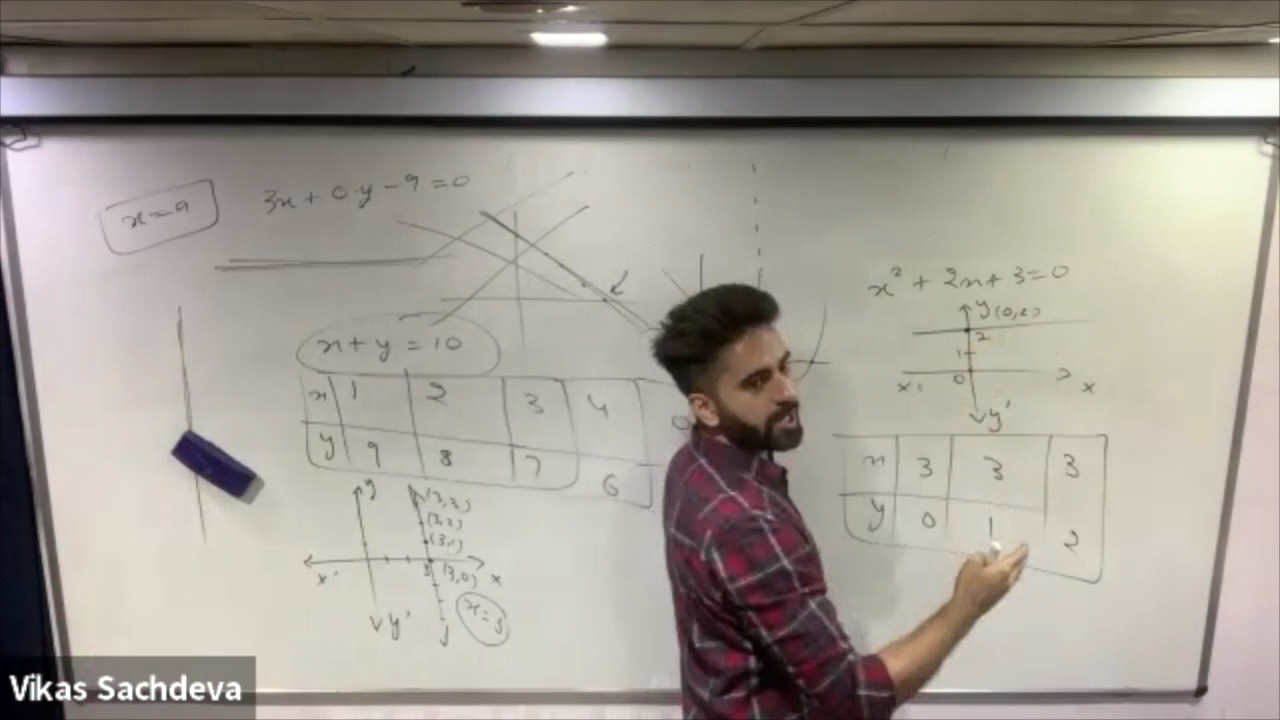 x=9
3x + 0.y - 9 = 0
x + y = 10
x 1 2 3 4
y 9 8 7 6
y
(3,3)
(3,2)
(3,1)
3
(3,0)
x' x
y'
x=3
x² + 2x + 3 = 0
y (0,2)
2
1
0
x' x
y'
x 3 3 3
y 0 1 2
Vikas Sachdeva